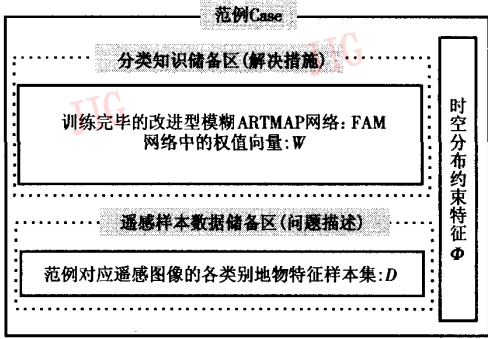 范例Case
分类知识储备区(解决措施)
JIG
JIG
训练完毕的改进型模糊ARTMAP网络：FAM
网络中的权值向量：W
遥感样本数据储备区(问题描述)
范例对应遥感图像的各类别地物特征样本集：D
时空分布约束特征Φ